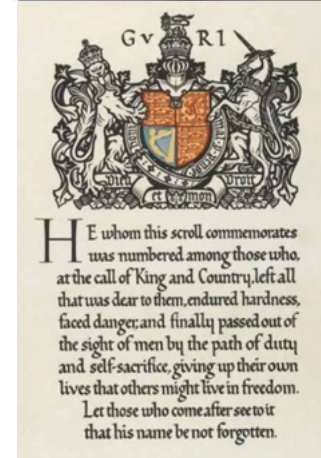 G V R I
Dieu et mon Droit
HE whom this scroll commemorates
was numbered among those who,
at the call of King and Country, left all
that was dear to them, endured hardness,
faced danger, and finally passed out of
the sight of men by the path of duty
and self-sacrifice, giving up their own
lives that others might live in freedom.
Let those who come after see to it
that his name be not forgotten.